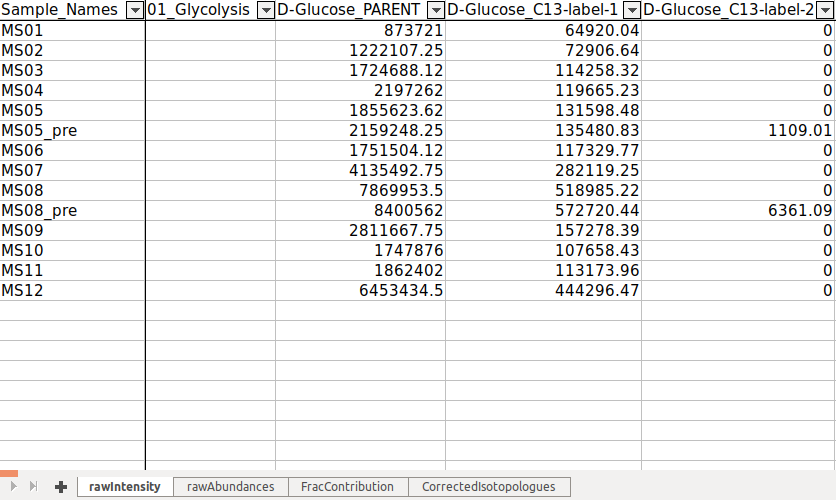 Sample_Names 01_Glycolysis D-Glucose_PARENT D-Glucose_C13-label-1 D-Glucose_C13-label-2
MS01 873721 64920.04 0
MS02 1222107.25 72906.64 0
MS03 1724688.12 114258.32 0
MS04 2197262 119665.23 0
MS05 1855623.62 131598.48 0
MS05_pre 2159248.25 135480.83 1109.01
MS06 1751504.12 117329.77 0
MS07 4135492.75 282119.25 0
MS08 7869953.5 518985.22 0
MS08_pre 8400562 572720.44 6361.09
MS09 2811667.75 157278.39 0
MS10 1747876 107658.43 0
MS11 1862402 113173.96 0
MS12 6453434.5 444296.47 0
rawIntensity rawAbundances FracContribution CorrectedIsotopologues